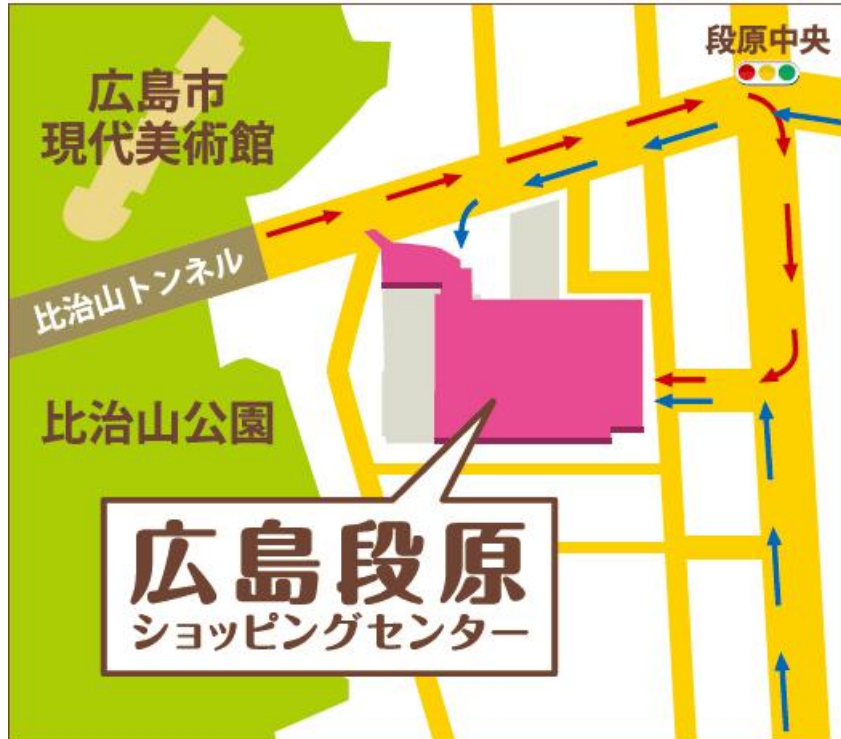 段原中央
広島市
現代美術館
比治山トンネル
比治山公園
広島段原
ショッピングセンター